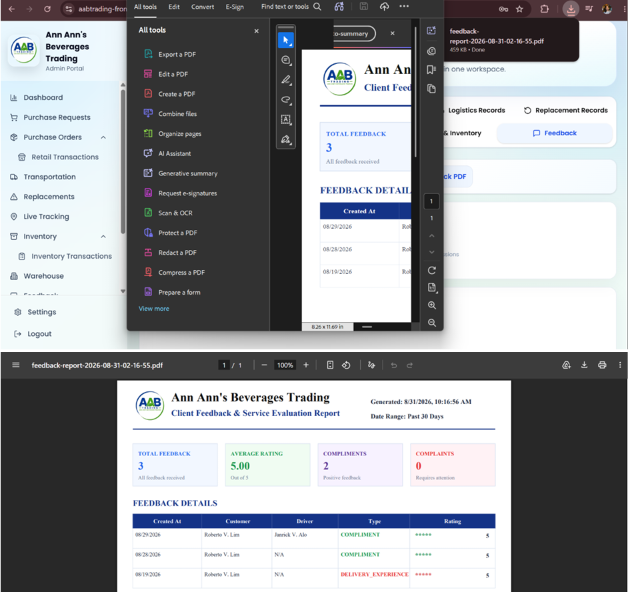 aabtrading-fron
All tools
Edit
Convert
E-Sign
Find text or tools
Ann Ann's
Beverages
Trading
Admin Portal
AAB
Dashboard
Purchase Requests
Purchase Orders
Retail Transactions
Transportation
Replacements
Live Tracking
Inventory
Inventory Transactions
Warehouse
Settings
Logout
All tools
Export a PDF
Edit a PDF
Create a PDF
Combine files
Organize pages
AI Assistant
Generative summary
Request e-signatures
Scan & OCR
Protect a PDF
Redact a PDF
Compress a PDF
Prepare a form
View more
o-summary
AAB
Ann Ann
Client Feed
TOTAL FEEDBACK
3
All feedback received
FEEDBACK DETAIL
Created At
08/29/2026
Rob
08/28/2026
Rob
08/19/2026
Rob
8.26 x 11.69 in
1
1
feedback-
report-2026-08-31-02-16-55.pdf
459 KB • Done
n one workspace.
Logistics Records
Replacement Records
& Inventory
Feedback
ck PDF
ssions
feedback-report-2026-08-31-02-16-55.pdf
1 / 1
100%
AAB
Ann Ann's Beverages Trading
Client Feedback & Service Evaluation Report
Generated: 8/31/2026, 10:16:56 AM
Date Range: Past 30 Days
TOTAL FEEDBACK
3
All feedback received
AVERAGE RATING
5.00
Out of 5
COMPLIMENTS
2
Positive feedback
COMPLAINTS
0
Requires attention
FEEDBACK DETAILS
Created At Customer Driver Type Rating
08/29/2026 Roberto V. Lim Janrick V. Alo COMPLIMENT ***** 5
08/28/2026 Roberto V. Lim N/A COMPLIMENT ***** 5
08/19/2026 Roberto V. Lim N/A DELIVERY_EXPERIENCE ***** 5